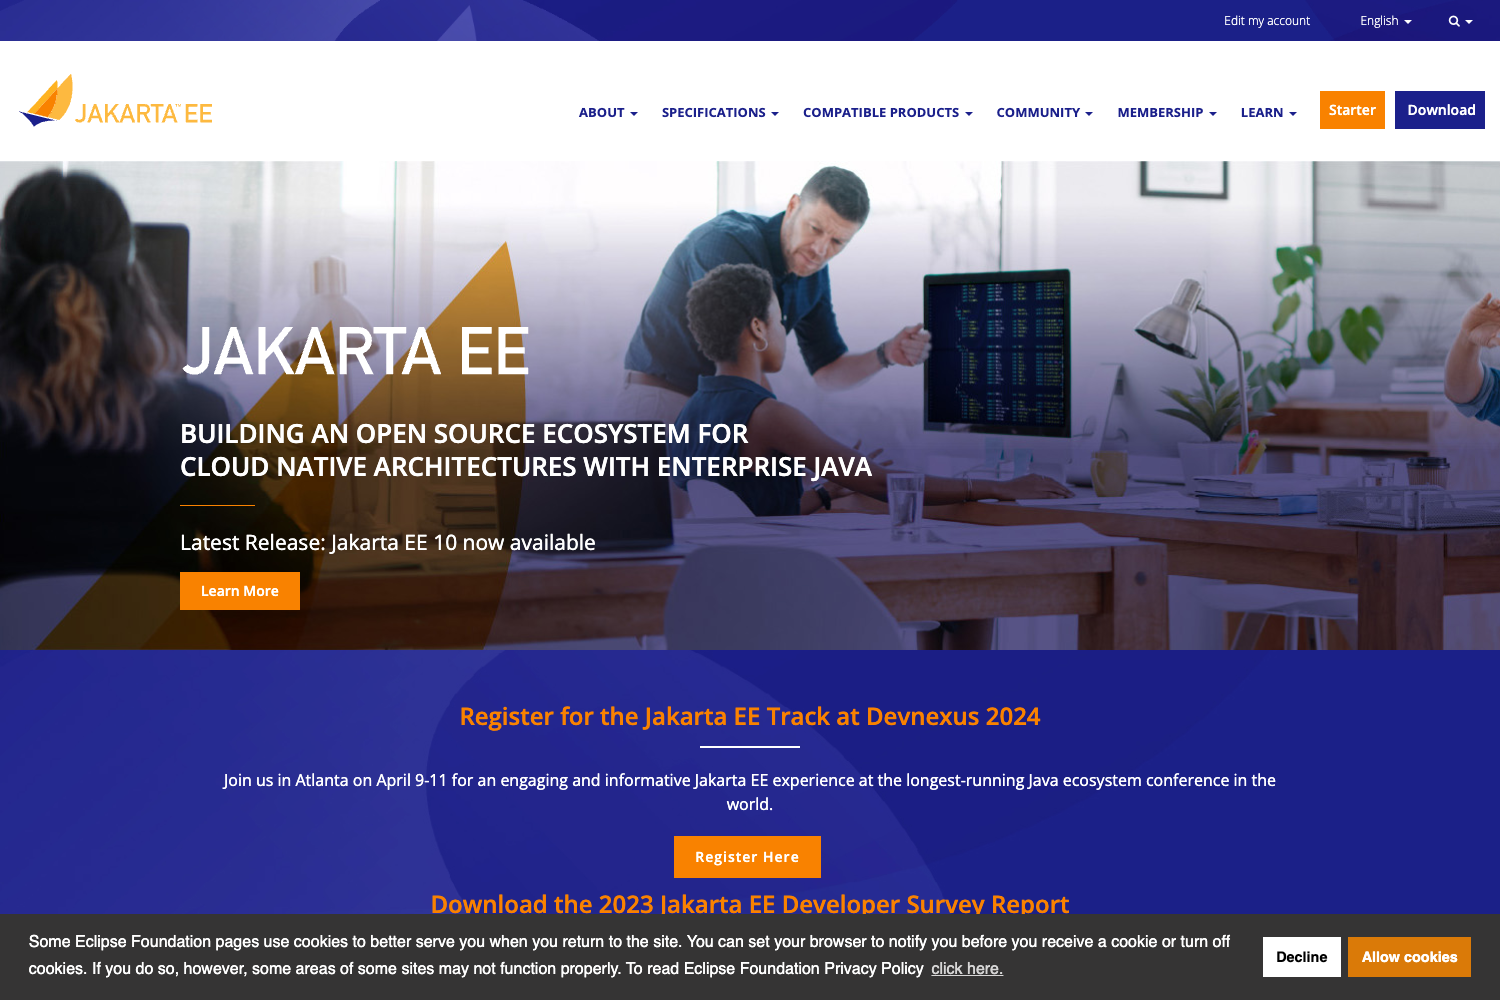 Edit my account
English
JAKARTA™ EE
ABOUT
SPECIFICATIONS
COMPATIBLE PRODUCTS
COMMUNITY
MEMBERSHIP
LEARN
Starter
Download
JAKARTA EE
BUILDING AN OPEN SOURCE ECOSYSTEM FOR
CLOUD NATIVE ARCHITECTURES WITH ENTERPRISE JAVA
Latest Release: Jakarta EE 10 now available
Learn More
Register for the Jakarta EE Track at Devnexus 2024
Join us in Atlanta on April 9-11 for an engaging and informative Jakarta EE experience at the longest-running Java ecosystem conference in the
world.
Register Here
Download the 2023 Jakarta EE Developer Survey Report
Some Eclipse Foundation pages use cookies to better serve you when you return to the site. You can set your browser to notify you before you receive a cookie or turn off
cookies. If you do so, however, some areas of some sites may not function properly. To read Eclipse Foundation Privacy Policy click here.
Decline
Allow cookies